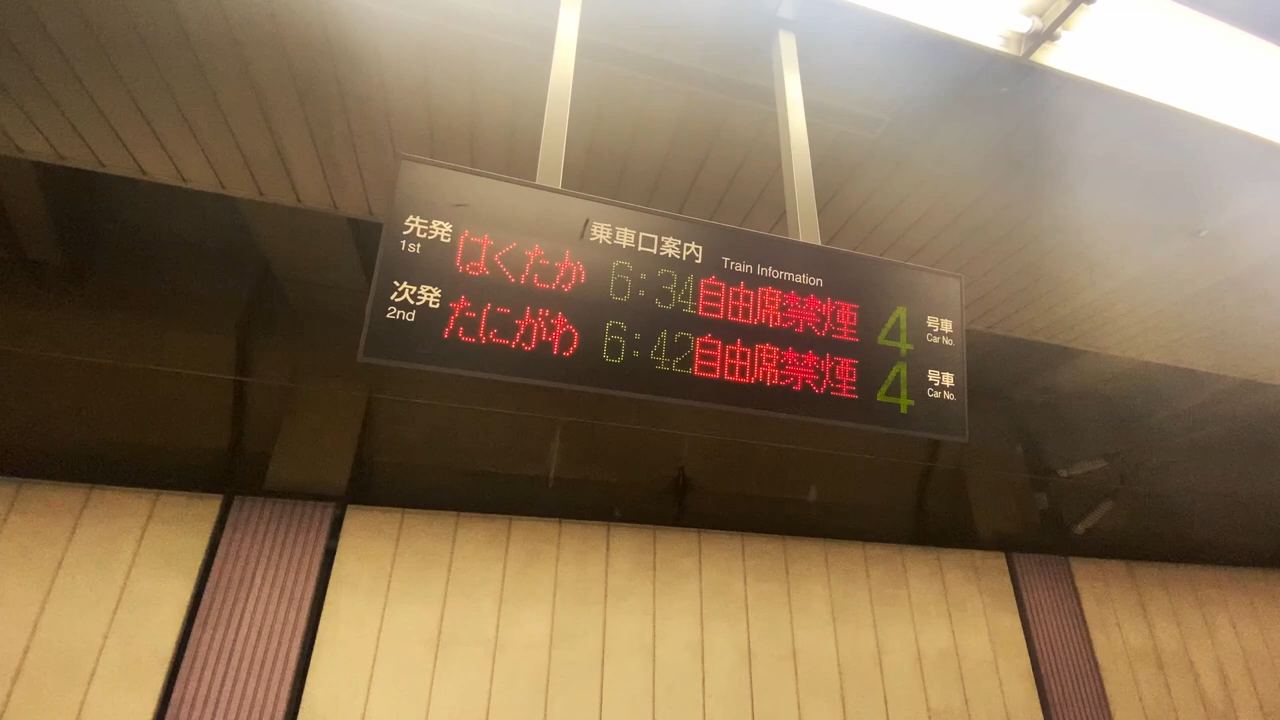 乗車口案内 Train Information
先発 はくたか 6:34 自由席禁煙 4 号車
1st Car No.
次発 たにがわ 6:42 自由席禁煙 4 号車
2nd Car No.